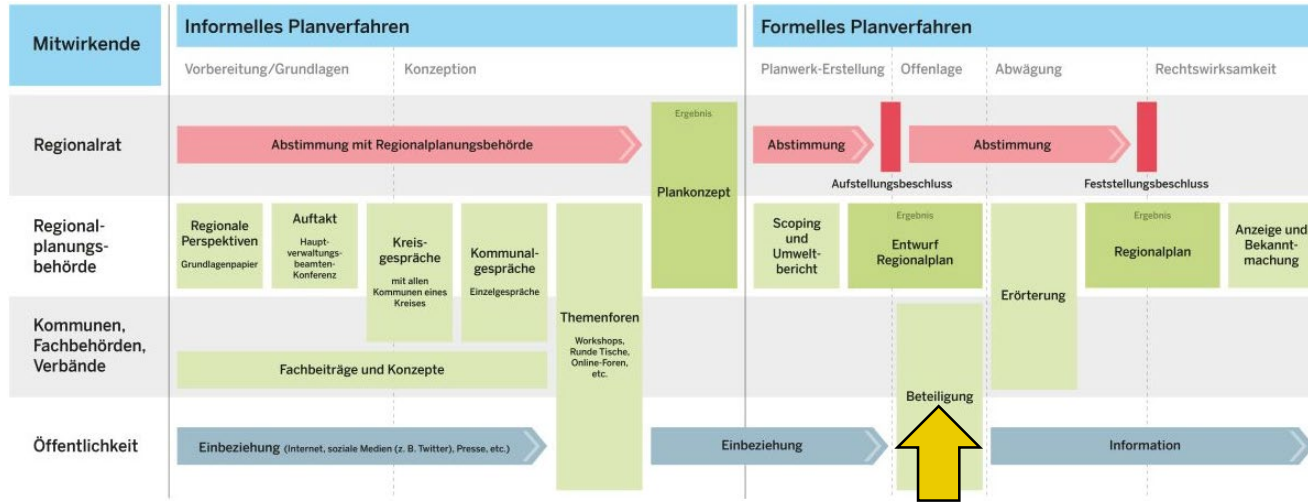 Mitwirkende
Informelles Planverfahren
Formelles Planverfahren
Vorbereitung/Grundlagen
Konzeption
Planwerk-Erstellung
Offenlage
Abwägung
Rechtswirksamkeit
Regionalrat
Abstimmung mit Regionalplanungsbehörde
Ergebnis
Plankonzept
Abstimmung
Aufstellungsbeschluss
Abstimmung
Feststellungsbeschluss
Regional-
planungs-
behörde
Regionale
Perspektiven
Grundlagenpapier
Auftakt
Haupt-
verwaltungs-
beamten-
Konferenz
Kreis-
gespräche
mit allen
Kommunen eines
Kreises
Kommunal-
gespräche
Einzelgespräche
Themenforen
Workshops,
Runde Tische,
Online-Foren,
etc.
Scoping
und
Umwelt-
bericht
Ergebnis
Entwurf
Regionalplan
Erörterung
Ergebnis
Regionalplan
Anzeige und
Bekannt-
machung
Kommunen,
Fachbehörden,
Verbände
Fachbeiträge und Konzepte
Beteiligung
Öffentlichkeit
Einbeziehung (Internet, soziale Medien (z. B. Twitter), Presse, etc.)
Einbeziehung
Information